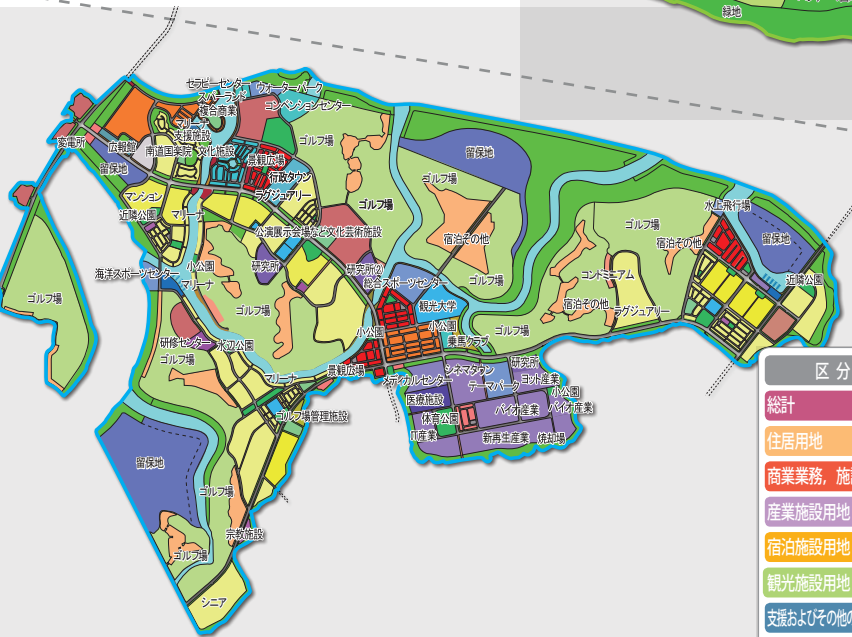 緑地
セラピーセンター
ウォーターパーク
スパーランド
コンベンションセンター
複合商業
マリーナ
支援施設
変電所
広報館
南道国楽院
文化施設
景観広場
ゴルフ場
留保地
行政タウン
留保地
ゴルフ場
マンション
ラグジュアリー
ゴルフ場
水上飛行場
近隣公園
マリーナ
公演展示会場など文化芸術施設
宿泊その他
ゴルフ場
宿泊その他
留保地
海洋スポーツセンター
小公園
マリーナ
研究所
研究所②
総合スポーツセンター
ゴルフ場
コンドミニアム
近隣公園
ゴルフ場
ゴルフ場
観光大学
宿泊その他
ラグジュアリー
小公園
小公園
ゴルフ場
研修センター
水辺公園
乗馬クラブ
ゴルフ場
景観広場
シネマタウン
研究所
マリーナ
メディカルセンター
テーマパーク
ヨット産業
小公園
医療施設
バイオ産業
バイオ産業
ゴルフ場管理施設
体育公園
IT産業
新再生産業
焼却場
留保地
ゴルフ場
宗教施設
ゴルフ場
シニア
区 分
総計
住居用地
商業業務, 施
産業施設用地
宿泊施設用地
観光施設用地
支援およびその他の